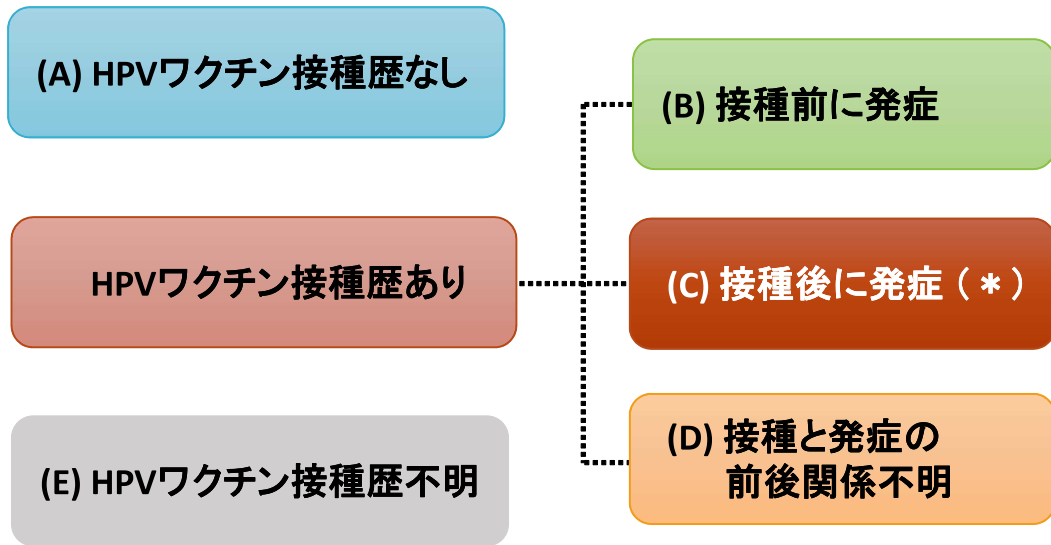 (A) HPVワクチン接種歴なし
HPVワクチン接種歴あり
(E) HPVワクチン接種歴不明
(B) 接種前に発症
(C) 接種後に発症（＊）
(D) 接種と発症の
前後関係不明